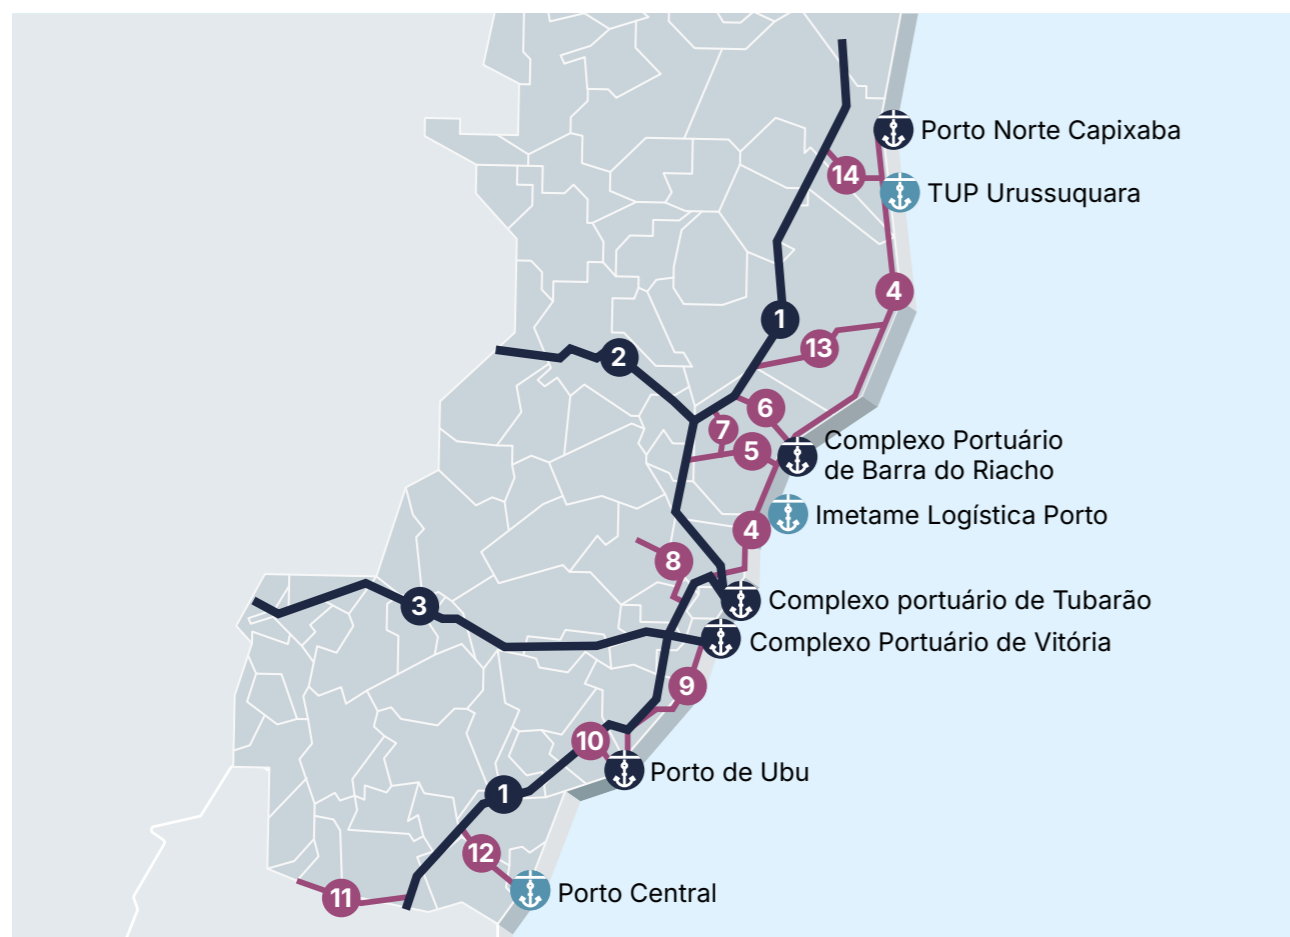 Porto Norte Capixaba
14
TUP Urussuquara
4
1
13
2
6
7
5
Complexo Portuário
de Barra do Riacho
Imetame Logística Porto
4
8
3
Complexo portuário de Tubarão
Complexo Portuário de Vitória
9
10
Porto de Ubu
1
12
11
Porto Central